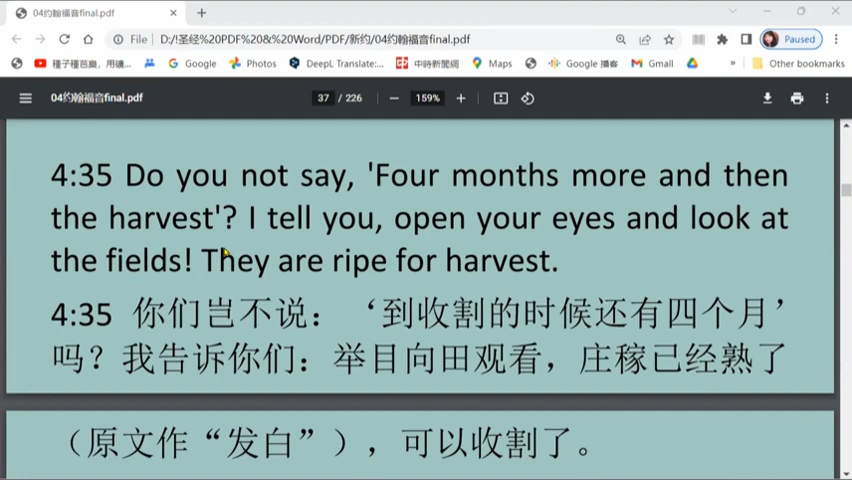 04约翰福音final.pdf
File
D:/!圣经%20PDF%20&%20Word/PDF/新约/04约翰福音final.pdf
Paused
Google
Photos
DeepL Translate:...
中時新聞網
Maps
Google 播客
Gmail
»
Other bookmarks
04约翰福音final.pdf
37 / 226
159%
4:35 Do you not say, 'Four months more and then
the harvest'? I tell you, open your eyes and look at
the fields! They are ripe for harvest.
4:35 你们岂不说：‘到收割的时候还有四个月’
吗？我告诉你们：举目向田观看，庄稼已经熟了
（原文作“发白”），可以收割了。